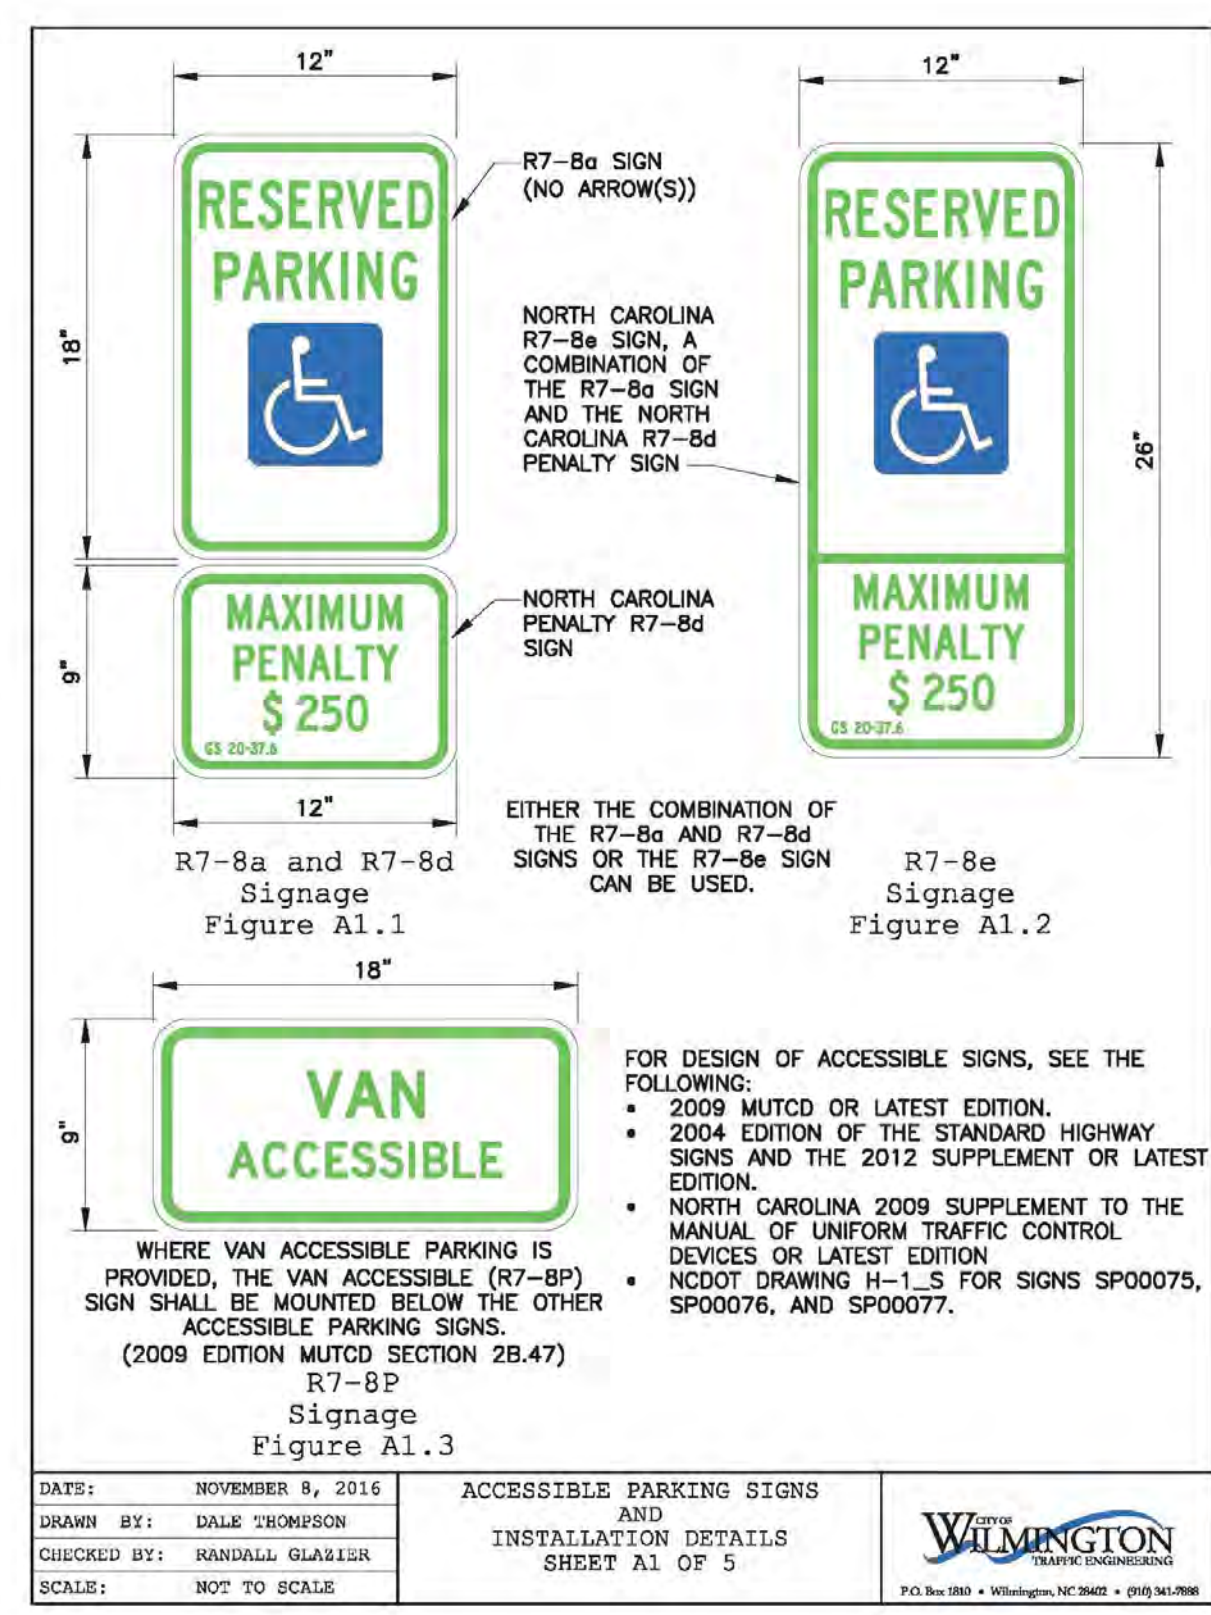 12"
18"
RESERVED
PARKING
R7-8a SIGN
(NO ARROW(S))
9"
MAXIMUM
PENALTY
$ 250
GS 20-37.6
12"
NORTH CAROLINA
PENALTY R7-8d
SIGN
R7-8a and R7-8d
Signage
Figure A1.1
NORTH CAROLINA
R7-8e SIGN, A
COMBINATION OF
THE R7-8a SIGN
AND THE NORTH
CAROLINA R7-8d
PENALTY SIGN
12"
26"
RESERVED
PARKING
MAXIMUM
PENALTY
$ 250
GS 20-37.6
EITHER THE COMBINATION OF
THE R7-8a AND R7-8d
SIGNS OR THE R7-8e SIGN
CAN BE USED.
R7-8e
Signage
Figure A1.2
18"
9"
VAN
ACCESSIBLE
WHERE VAN ACCESSIBLE PARKING IS
PROVIDED, THE VAN ACCESSIBLE (R7-8P)
SIGN SHALL BE MOUNTED BELOW THE OTHER
ACCESSIBLE PARKING SIGNS.
(2009 EDITION MUTCD SECTION 2B.47)
R7-8P
Signage
Figure A1.3
FOR DESIGN OF ACCESSIBLE SIGNS, SEE THE
FOLLOWING:
• 2009 MUTCD OR LATEST EDITION.
• 2004 EDITION OF THE STANDARD HIGHWAY
SIGNS AND THE 2012 SUPPLEMENT OR LATEST
EDITION.
• NORTH CAROLINA 2009 SUPPLEMENT TO THE
MANUAL OF UNIFORM TRAFFIC CONTROL
DEVICES OR LATEST EDITION
• NCDOT DRAWING H-1_S FOR SIGNS SP00075,
SP00076, AND SP00077.
DATE: NOVEMBER 8, 2016
DRAWN BY: DALE THOMPSON
CHECKED BY: RANDALL GLAZIER
SCALE: NOT TO SCALE
ACCESSIBLE PARKING SIGNS
AND
INSTALLATION DETAILS
SHEET A1 OF 5
CITY OF
WILMINGTON
TRAFFIC ENGINEERING
P.O. Box 1810 • Wilmington, NC 28402 • (910) 341-7888